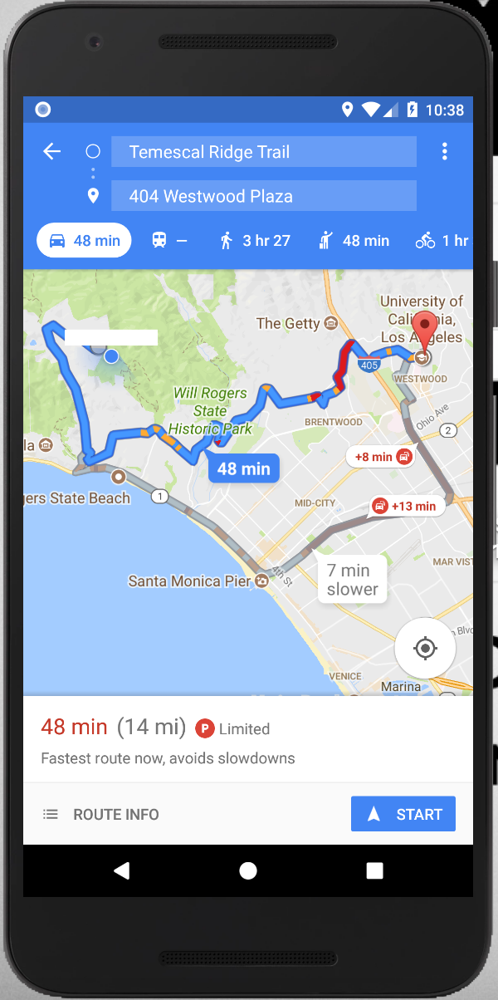 10:38
Temescal Ridge Trail
404 Westwood Plaza
48 min
–
3 hr 27
48 min
1 hr
University of
California,
Los Angeles
The Getty
405
WESTWOOD
Will Rogers
State
Historic Park
Ohio Ave
BRENTWOOD
2
la
+8 min
48 min
gers State Beach
1
MID-CITY
+13 min
MAR VIST
7 min
slower
4th St
Santa Monica Pier
n Blvd
VENICE
Marina
48 min (14 mi) P Limited
Fastest route now, avoids slowdowns
ROUTE INFO
START